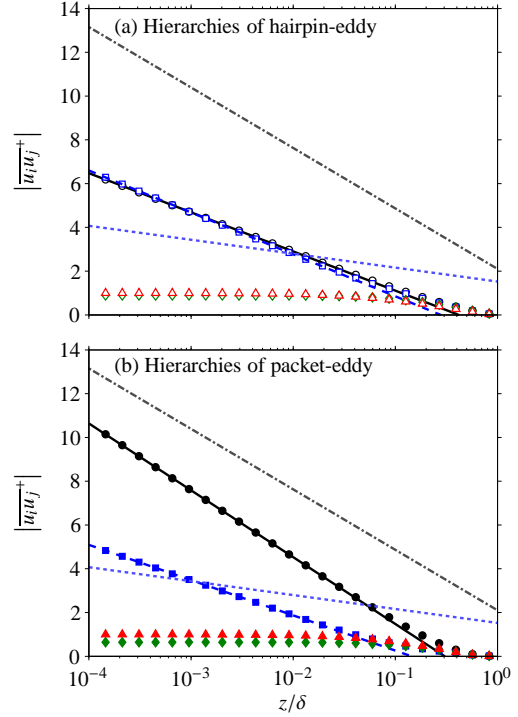 14
(a) Hierarchies of hairpin-eddy
12
10
8
6
4
2
0
|u_iu_j^+|
14
(b) Hierarchies of packet-eddy
12
10
8
6
4
2
0
|u_iu_j^+|
10^-4 10^-3 10^-2 10^-1 10^0
z/δ